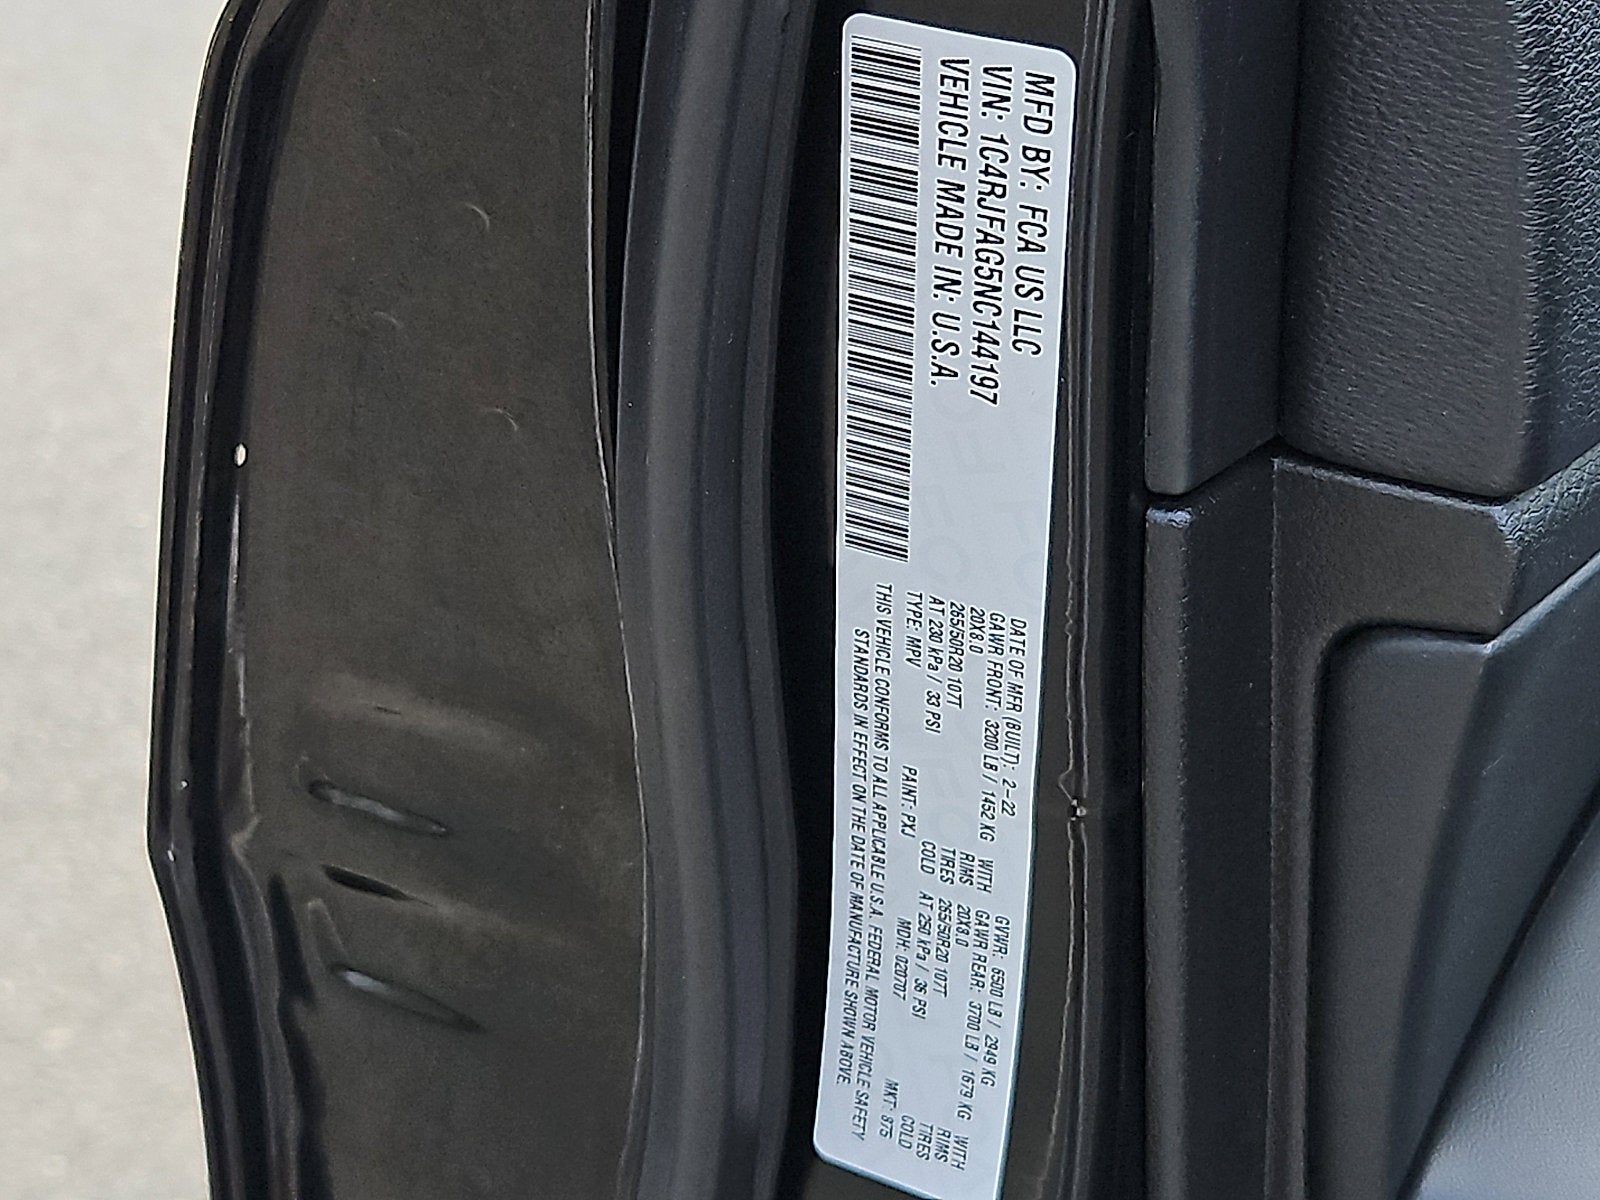 MFD BY: FCA US LLC
VIN: 1C4RJFAG5NC144197
VEHICLE MADE IN: U.S.A.
DATE OF MFR (BUILT): 2-22 GVWR: 6500 LB / 2949 KG
GAWR FRONT: 3200 LB / 1452 KG WITH GAWR REAR: 3700 LB / 1679 KG WITH
20X8.0 RIMS 20X8.0 RIMS
265/50R20 107T TIRES 265/50R20 107T TIRES
AT 230 kPa / 33 PSI COLD AT 250 kPa / 36 PSI COLD
TYPE: MPV PAINT: PXJ MDH: 020707 MKT: 975
THIS VEHICLE CONFORMS TO ALL APPLICABLE U.S.A. FEDERAL MOTOR VEHICLE SAFETY
STANDARDS IN EFFECT ON THE DATE OF MANUFACTURE SHOWN ABOVE.